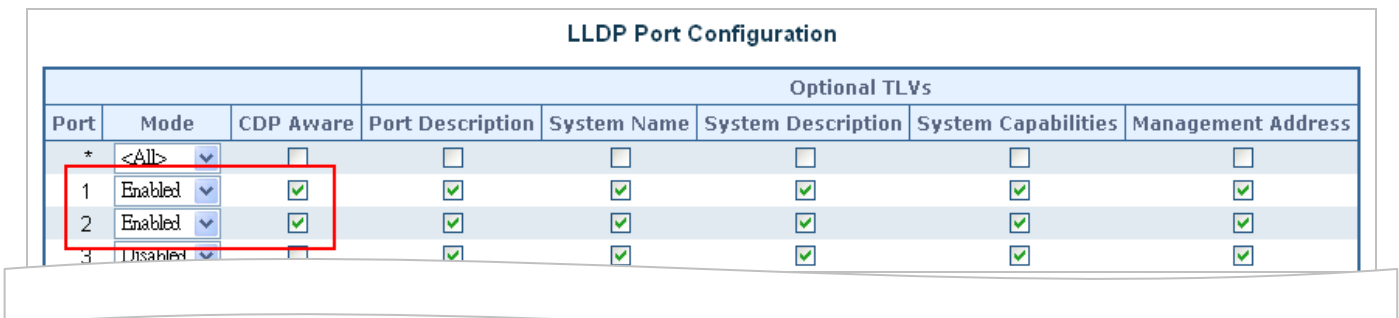 LLDP Port Configuration
Optional TLVs
Port Mode CDP Aware Port Description System Name System Description System Capabilities Management Address
* <All>
1 Enabled
2 Enabled
3 Disabled